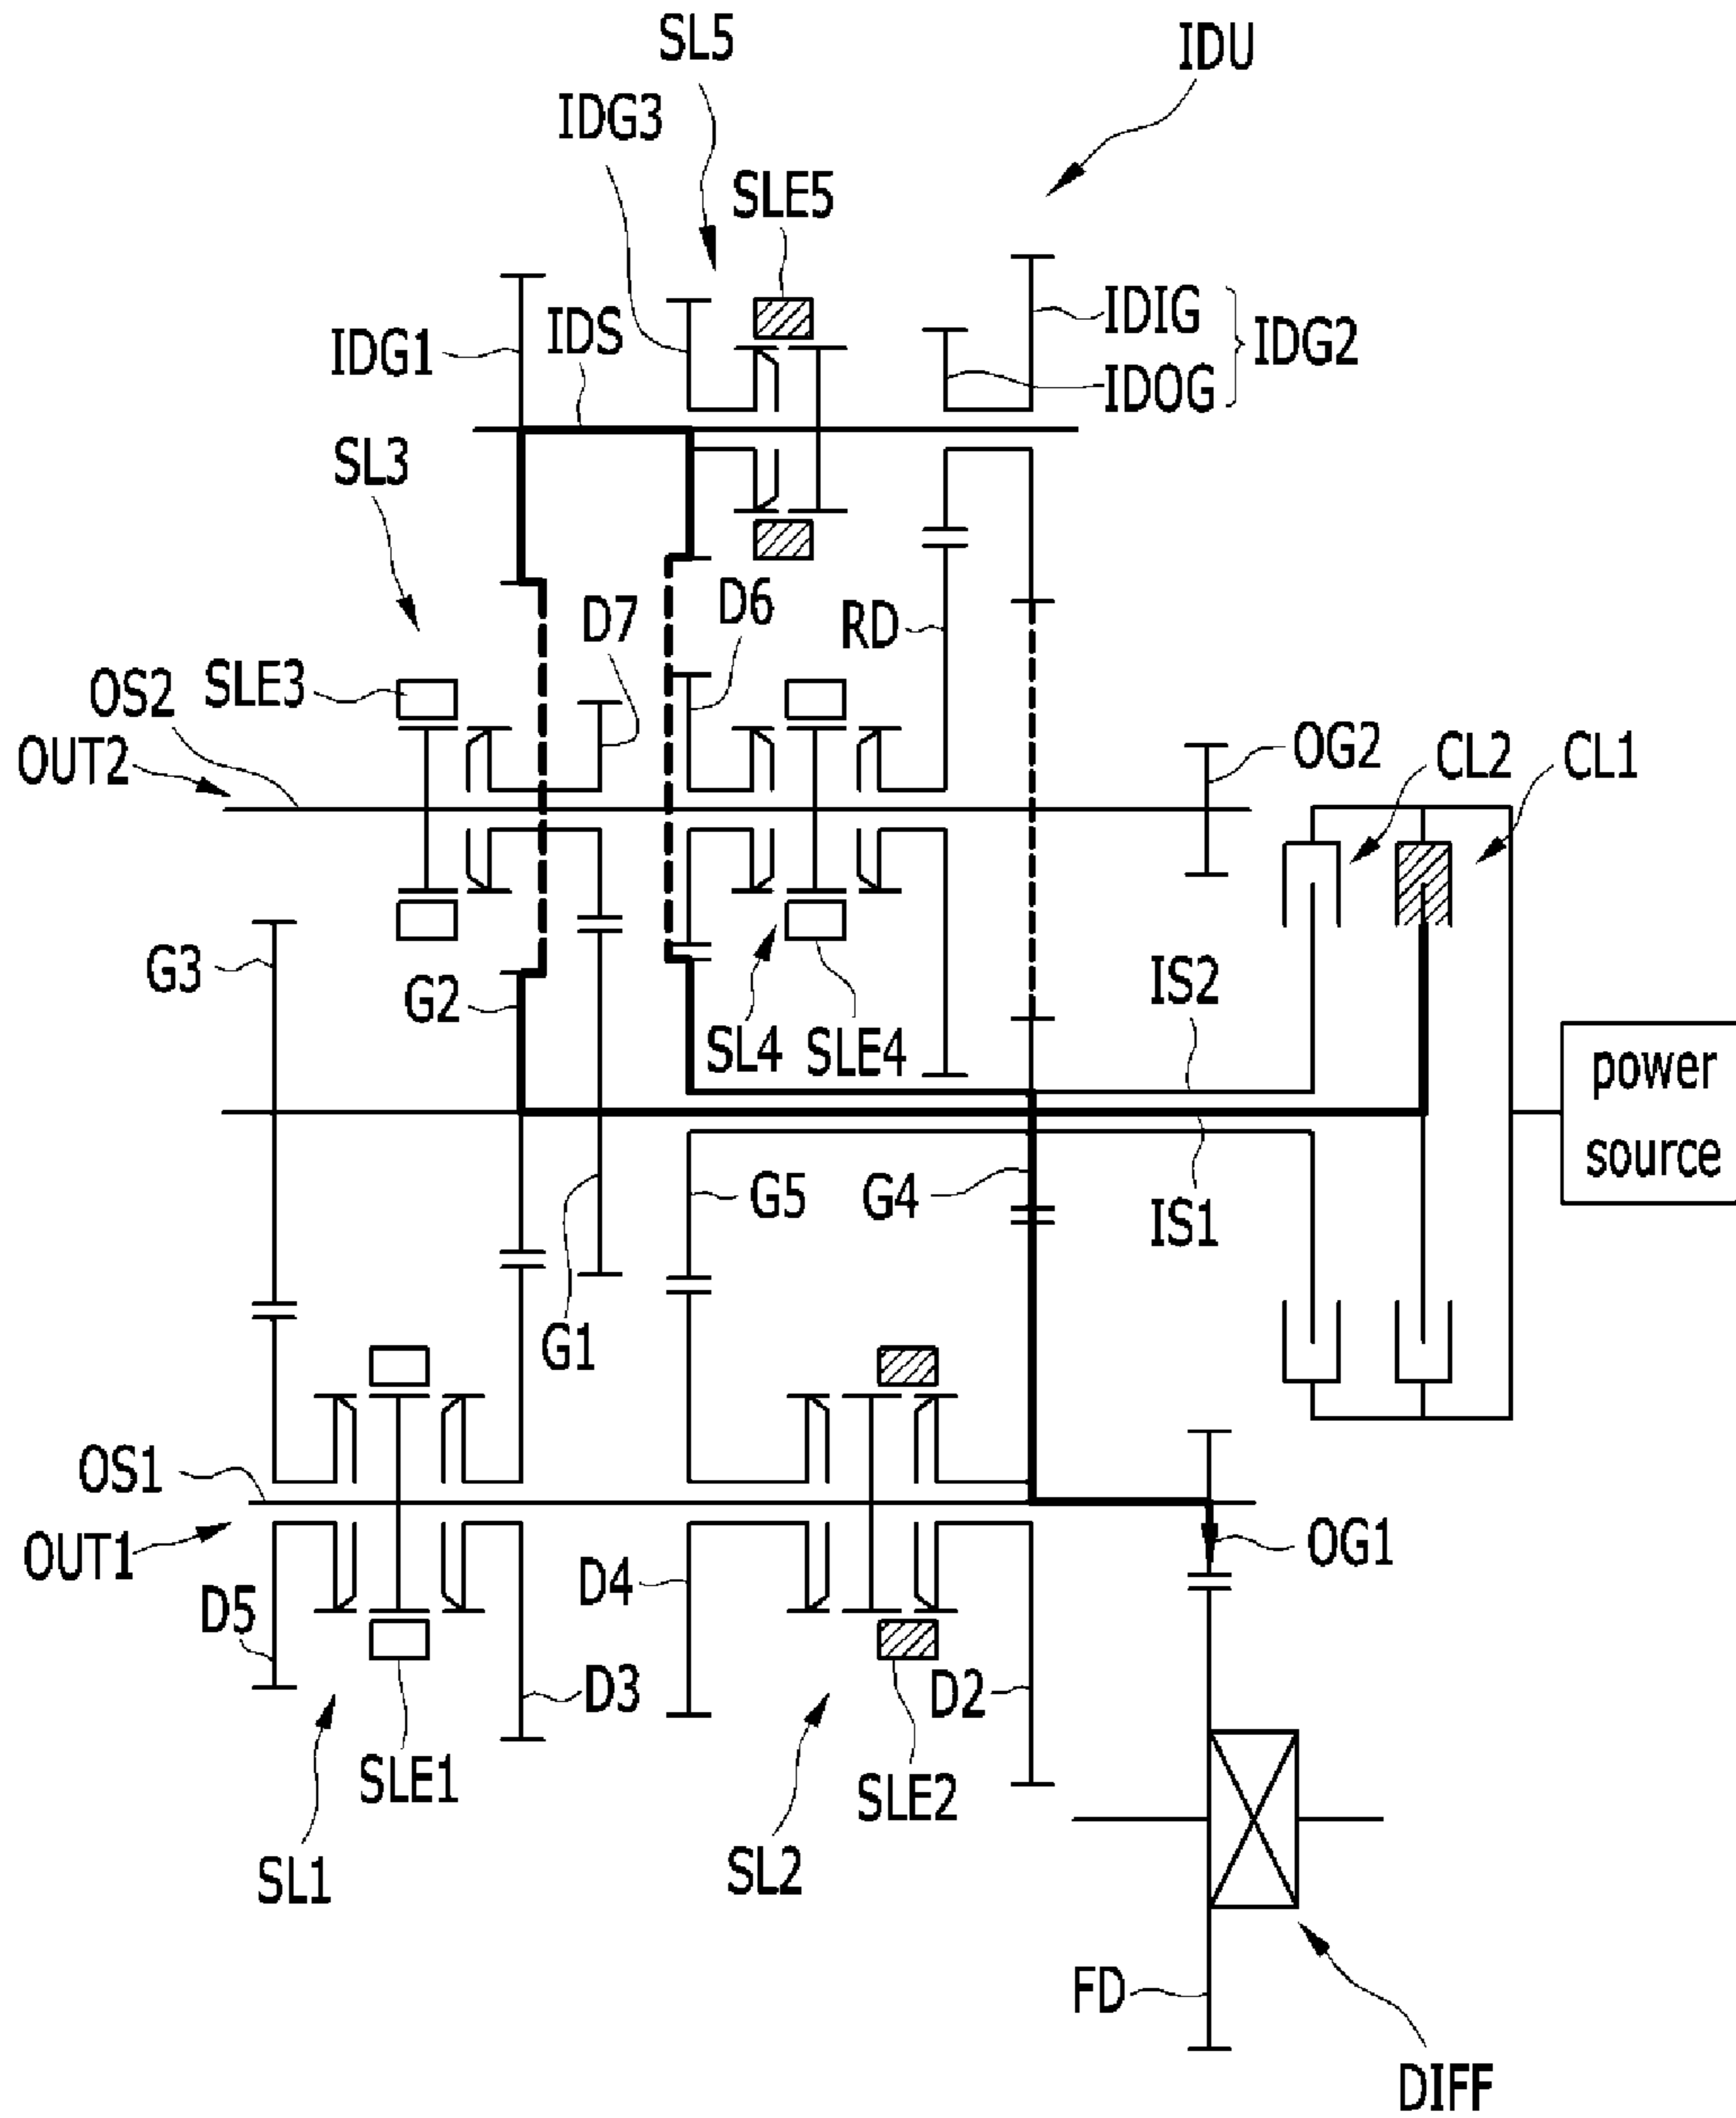 SL5
IDU
IDG3
SLE5
IDIG
IDG2
IDG1
IDS
IDOG
SL3
D7
D6
RD
OS2
SLE3
OUT2
OG2
CL2
CL1
G3
G2
IS2
SL4
SLE4
power
source
G5
G4
IS1
G1
OS1
OUT1
OG1
D5
D4
D3
D2
SLE1
SLE2
SL1
SL2
FD
DIFF